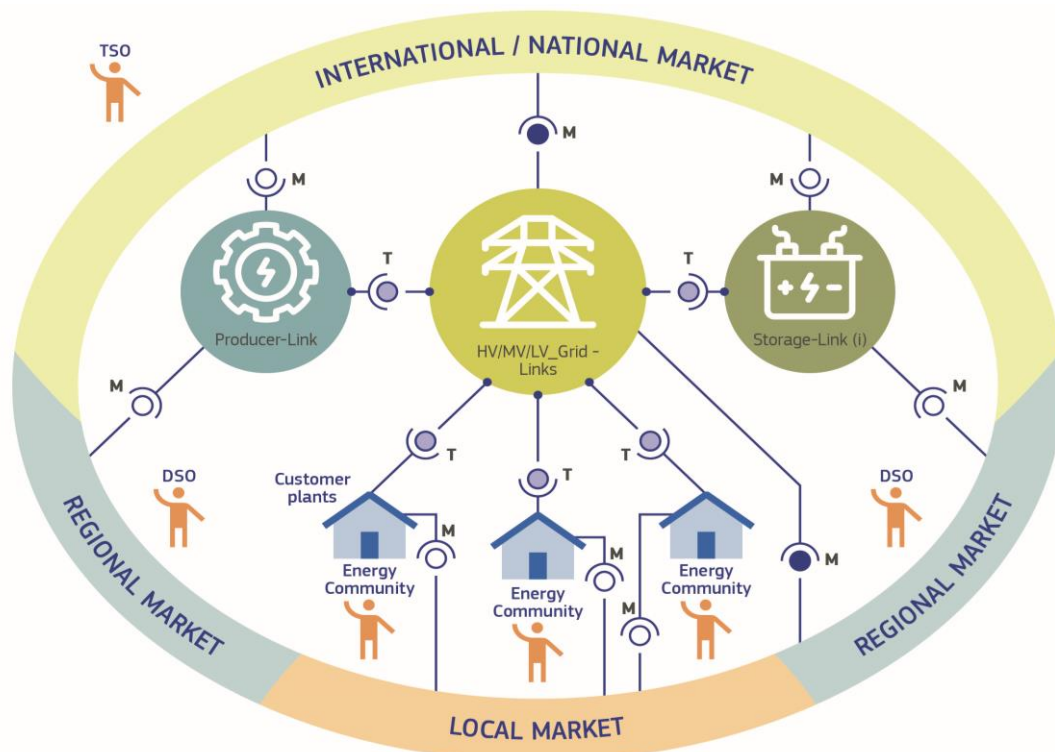 INTERNATIONAL / NATIONAL MARKET
TSO
M
M
M
T
T
Producer-Link
HV/MV/LV_Grid -
Links
Storage-Link (i)
M
M
T
T
T
DSO
Customer
plants
DSO
M
M
M
M
Energy
Community
Energy
Community
Energy
Community
REGIONAL MARKET
REGIONAL MARKET
LOCAL MARKET